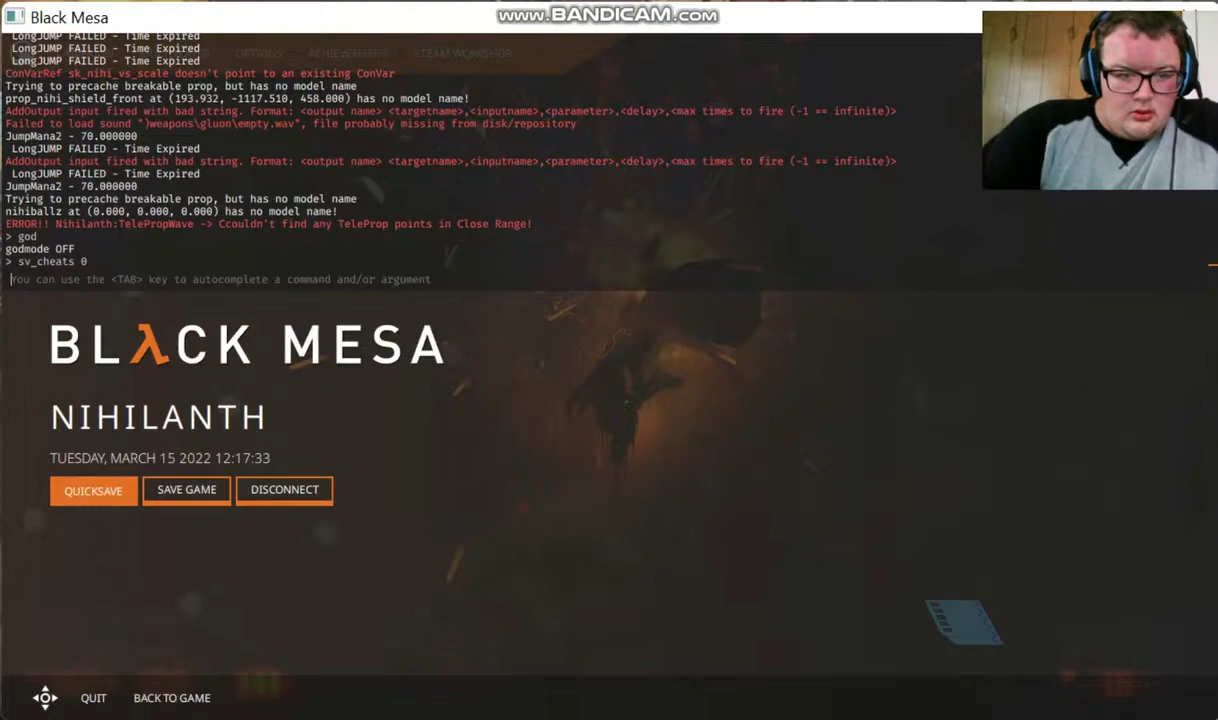 Black Mesa
www.BANDICAM.com
LongJUMP FAILED - Time Expired
OPTIONS ACHIEVEMENTS STEAM WORKSHOP
LongJUMP FAILED - Time Expired
LongJUMP FAILED - Time Expired
ConVarRef sk_nihi_vs_scale doesn't point to an existing ConVar
Trying to precache breakable prop, but has no model name
prop_nihi_shield_front at (193.932, -1117.510, 458.000) has no model name!
AddOutput input fired with bad string. Format: <output name> <targetname>,<inputname>,<parameter>,<delay>,<max times to fire (-1 == infinite)>
Failed to load sound ")weapons\gluon\empty.wav", file probably missing from disk/repository
JumpMana2 - 70.000000
LongJUMP FAILED - Time Expired
AddOutput input fired with bad string. Format: <output name> <targetname>,<inputname>,<parameter>,<delay>,<max times to fire (-1 == infinite)>
LongJUMP FAILED - Time Expired
JumpMana2 - 70.000000
Trying to precache breakable prop, but has no model name
nihiballz at (0.000, 0.000, 0.000) has no model name!
ERROR!! Nihilanth:TelePropWave -> Ccouldn't find any TeleProp points in Close Range!
> god
godmode OFF
> sv_cheats 0
You can use the <TAB> key to autocomplete a command and/or argument
BLλCK MESA
NIHILANTH
TUESDAY, MARCH 15 2022 12:17:33
QUICKSAVE SAVE GAME DISCONNECT
QUIT BACK TO GAME